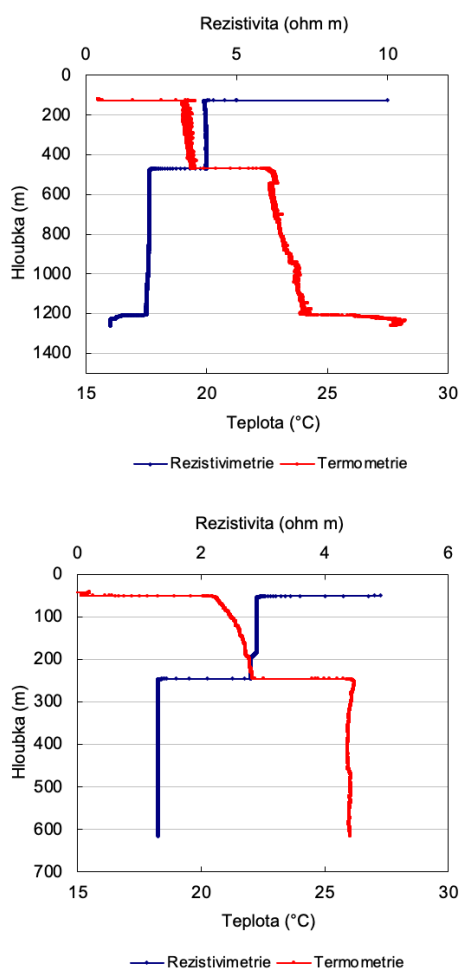 Rezistivita (ohm m)
0 5 10
0
200
400
600
800
1000
1200
1400
Hloubka (m)
15 20 25 30
Teplota (°C)
Rezistivimetrie Termometrie
Rezistivita (ohm m)
0 2 4 6
0
100
200
300
400
500
600
700
Hloubka (m)
15 20 25 30
Teplota (°C)
Rezistivimetrie Termometrie